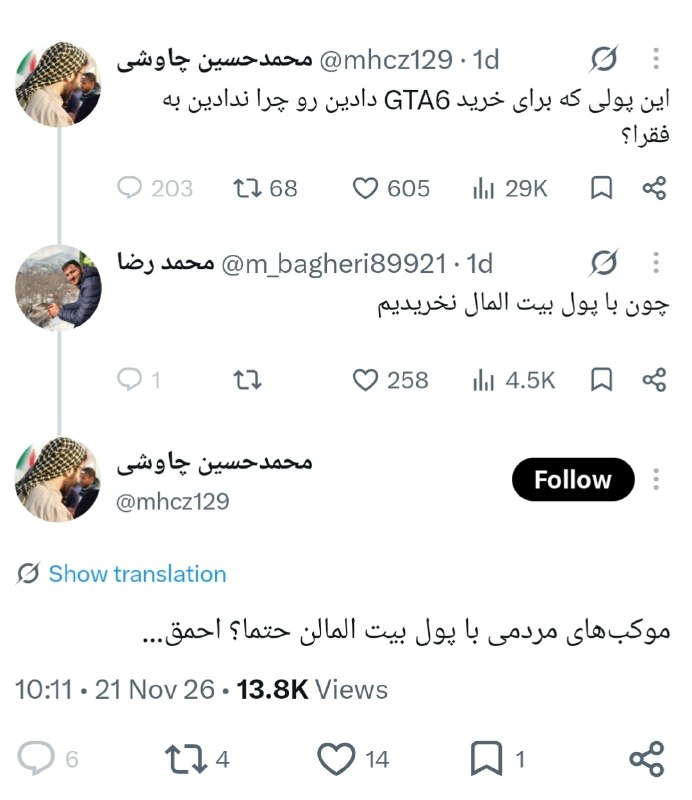 محمدحسین چاوشی @mhcz129 · 1d
این پولی که برای خرید GTA6 دادین رو چرا ندادین به
فقرا؟
203 68 605 29K
محمد رضا @m_bagheri89921 · 1d
چون با پول بیت المال نخریدیم
1 258 4.5K
محمدحسین چاوشی
@mhcz129
Follow
Show translation
موکب‌های مردمی با پول بیت المالن حتما؟ احمق...
10:11 • 21 Nov 26 • 13.8K Views
6 4 14 1